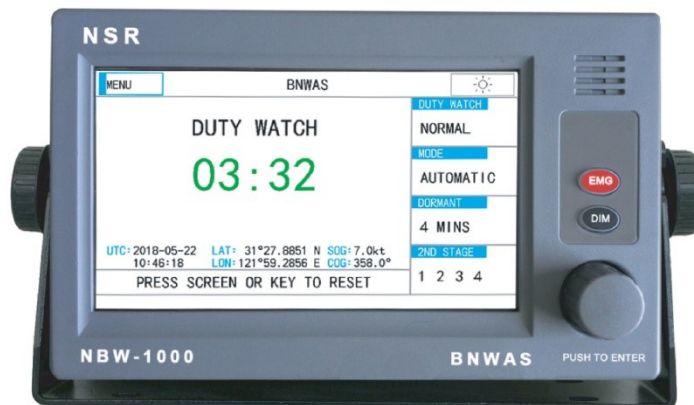 NSR
MENU BNWAS
DUTY WATCH
03:32
UTC: 2018-05-22 LAT: 31°27.8851 N SOG: 7.0kt
10:46:18 LON: 121°59.2856 E COG: 358.0°
PRESS SCREEN OR KEY TO RESET
DUTY WATCH
NORMAL
MODE
AUTOMATIC
DORMANT
4 MINS
2ND STAGE
1 2 3 4
EMG
DIM
NBW-1000 BNWAS PUSH TO ENTER